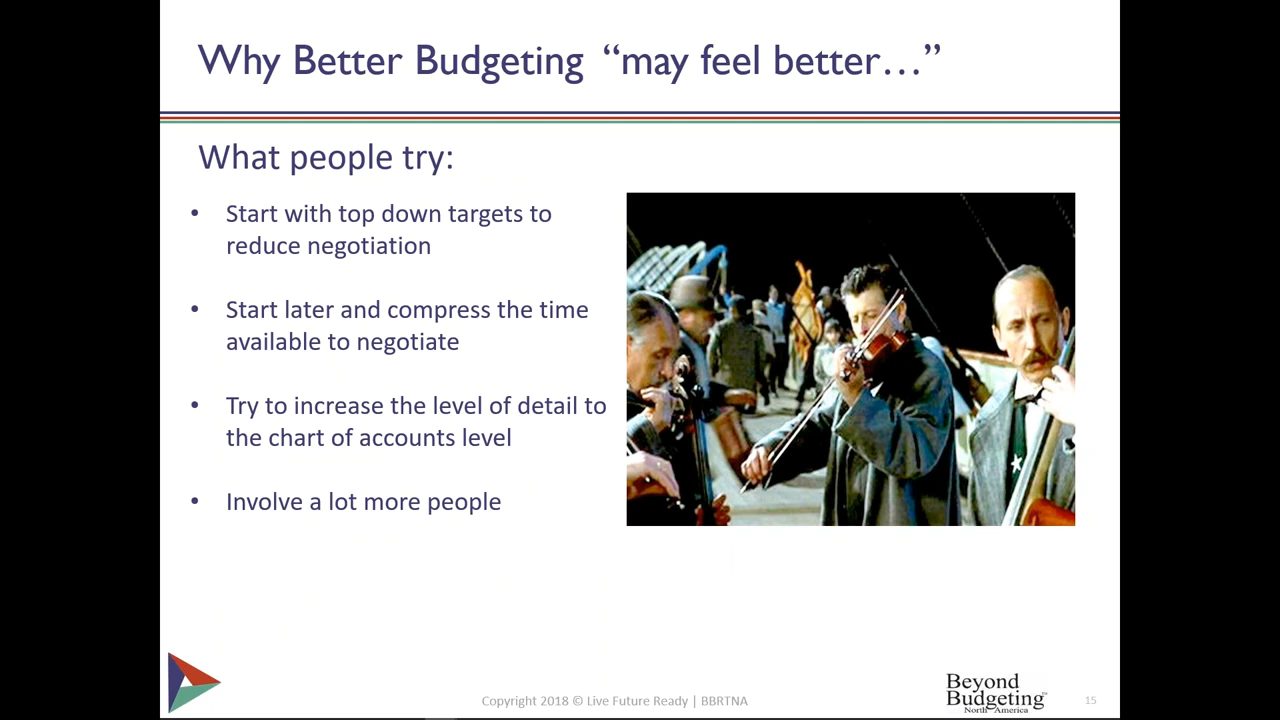 Why Better Budgeting “may feel better…”
What people try:
• Start with top down targets to
reduce negotiation
• Start later and compress the time
available to negotiate
• Try to increase the level of detail to
the chart of accounts level
• Involve a lot more people
Copyright 2018 © Live Future Ready | BBRTNA
Beyond
Budgeting™
North America
15